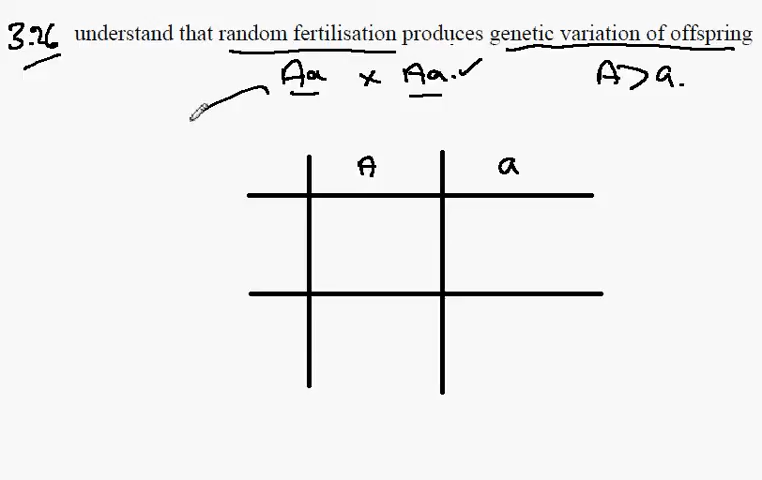 3.26 understand that random fertilisation produces genetic variation of offspring
Aa x Aa. ✓ A > a.
A a